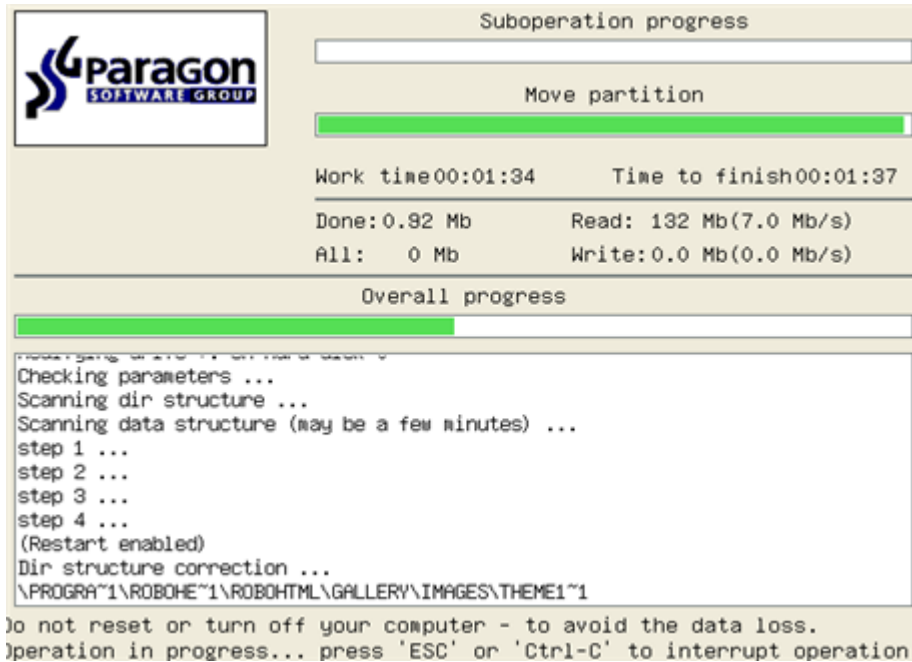 Paragon
SOFTWARE GROUP
Suboperation progress
Move partition
Work time00:01:34 Time to finish00:01:37
Done:0.92 Mb Read: 132 Mb(7.0 Mb/s)
All: 0 Mb Write:0.0 Mb(0.0 Mb/s)
Overall progress
Checking parameters ...
Scanning dir structure ...
Scanning data structure (may be a few minutes) ...
step 1 ...
step 2 ...
step 3 ...
step 4 ...
(Restart enabled)
Dir structure correction ...
\PROGRA~1\ROBOHE~1\ROBOHTML\GALLERY\IMAGES\THEME1~1
Do not reset or turn off your computer - to avoid the data loss.
Operation in progress... press 'ESC' or 'Ctrl-C' to interrupt operation